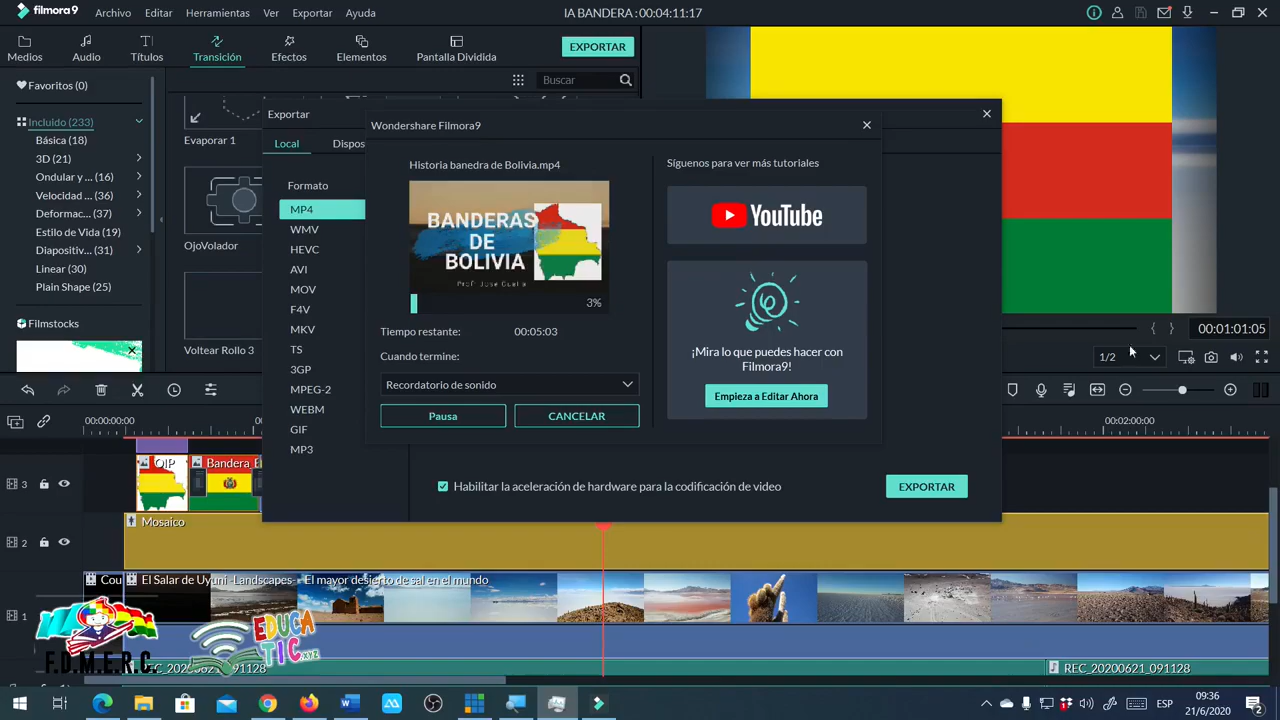 filmora9 Archivo Editar Herramientas Ver Exportar Ayuda IA BANDERA : 00:04:11:17
Medios Audio Títulos Transición Efectos Elementos Pantalla Dividida EXPORTAR
Favoritos (0)
Buscar
Incluido (233)
Básica (18)
3D (21)
Ondular y ... (16)
Velocidad ... (36)
Deformac... (37)
Estilo de Vida (19)
Diapositiv... (31)
Linear (30)
Plain Shape (25)
Filmstocks
Evaporar 1
OjoVolador
Voltear Rollo 3
Exportar
Local Dispos
Formato
MP4
WMV
HEVC
AVI
MOV
F4V
MKV
TS
3GP
MPEG-2
WEBM
GIF
MP3
Wondershare Filmora9
Historia banedra de Bolivia.mp4
BANDERAS
DE
BOLIVIA
3%
Tiempo restante: 00:05:03
Cuando termine:
Recordatorio de sonido
Pausa CANCELAR
Síguenos para ver más tutoriales
YouTube
¡Mira lo que puedes hacer con
Filmora9!
Empieza a Editar Ahora
Habilitar la aceleración de hardware para la codificación de video
EXPORTAR
00:01:01:05
1/2
00:00:00:00 00:02:00:00
3 OIP Bandera_
2 Mosaico
1 Cou El Salar de Uyuni -Landscapes- - El mayor desierto de sal en el mundo
F.D.M.E.R.C.
EDUCA
TIC.xyz
REC_20200621_091128
ESP
09:36
21/6/2020
2